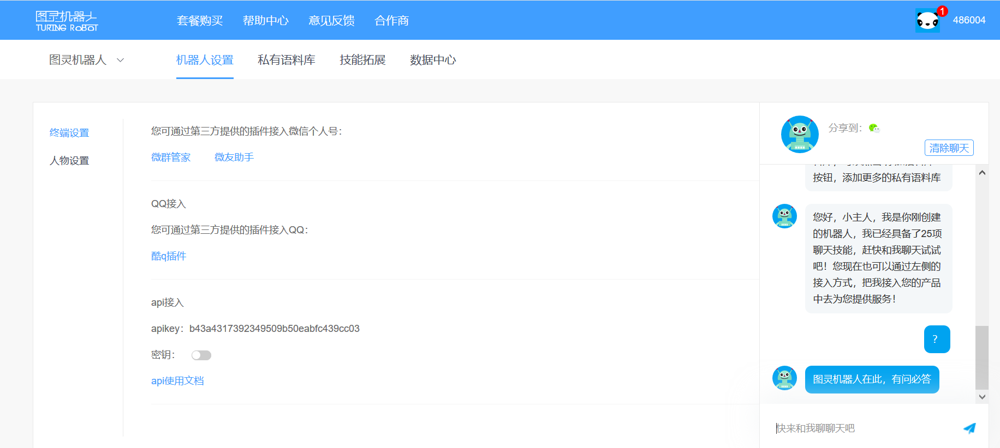 图灵机器人
TURING ROBOT
套餐购买 帮助中心 意见反馈 合作商
1
486004
图灵机器人
机器人设置 私有语料库 技能拓展 数据中心
终端设置
人物设置
您可通过第三方提供的插件接入微信个人号：
微群管家 微友助手
QQ接入
您可通过第三方提供的插件接入QQ：
酷q插件
api接入
apikey：b43a4317392349509b50eabfc439cc03
密钥：
api使用文档
分享到：
清除聊天
按钮，添加更多的私有语料库
您好，小主人，我是你刚创建
的机器人，我已经具备了25项
聊天技能，赶快和我聊天试试
吧！您现在也可以通过左侧的
接入方式，把我接入您的产品
中去为您提供服务！
?
图灵机器人在此，有问必答
快来和我聊聊天吧